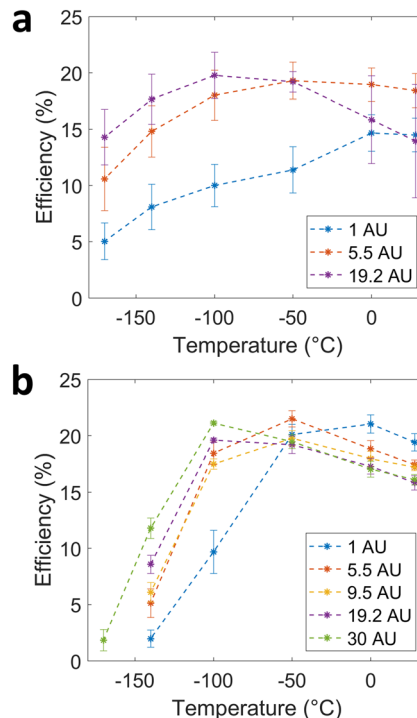 a
25
20
15
10
5
0
Efficiency (%)
1 AU
5.5 AU
19.2 AU
-150 -100 -50 0
Temperature (°C)
b
25
20
15
10
5
0
Efficiency (%)
1 AU
5.5 AU
9.5 AU
19.2 AU
30 AU
-150 -100 -50 0
Temperature (°C)